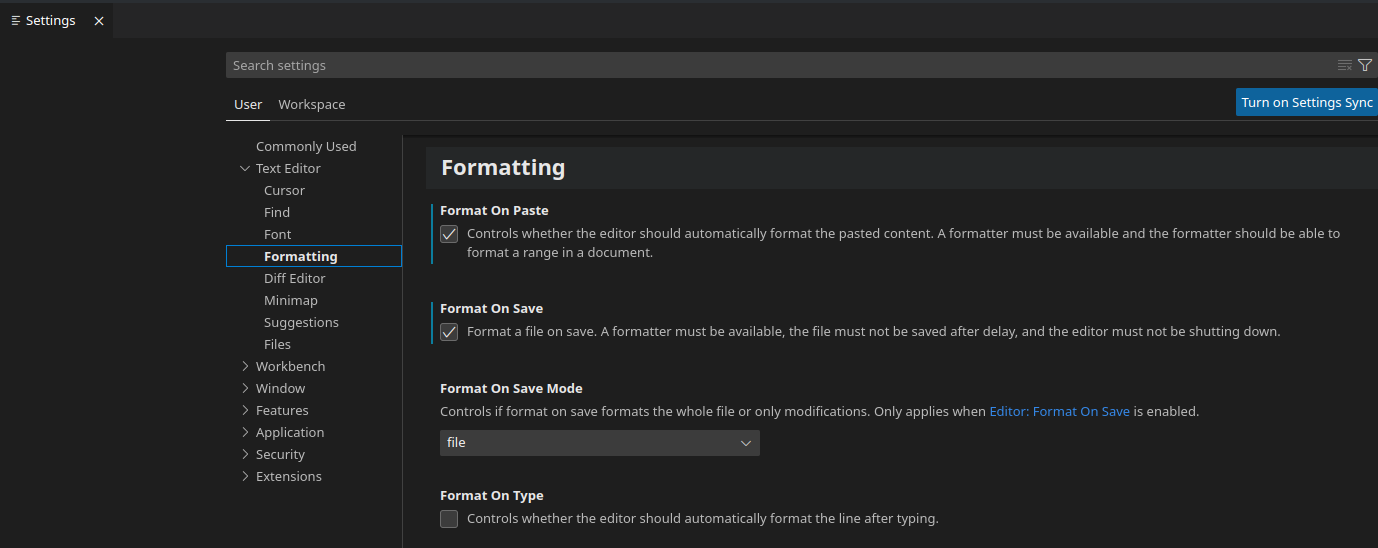 Settings
Search settings
User Workspace
Turn on Settings Sync
Commonly Used
Text Editor
Cursor
Find
Font
Formatting
Diff Editor
Minimap
Suggestions
Files
Workbench
Window
Features
Application
Security
Extensions
Formatting
Format On Paste
Controls whether the editor should automatically format the pasted content. A formatter must be available and the formatter should be able to
format a range in a document.
Format On Save
Format a file on save. A formatter must be available, the file must not be saved after delay, and the editor must not be shutting down.
Format On Save Mode
Controls if format on save formats the whole file or only modifications. Only applies when Editor: Format On Save is enabled.
file
Format On Type
Controls whether the editor should automatically format the line after typing.